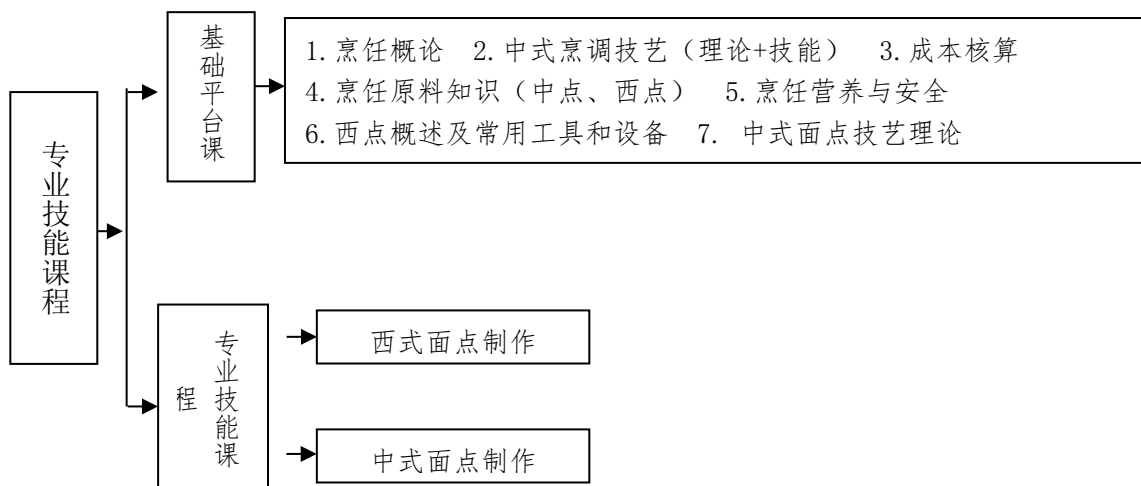 专业技能课程
基础平台课
1.烹饪概论 2.中式烹调技艺（理论+技能） 3.成本核算
4.烹饪原料知识（中点、西点） 5.烹饪营养与安全
6.西点概述及常用工具和设备 7. 中式面点技艺理论
专业技能课
程
西式面点制作
中式面点制作